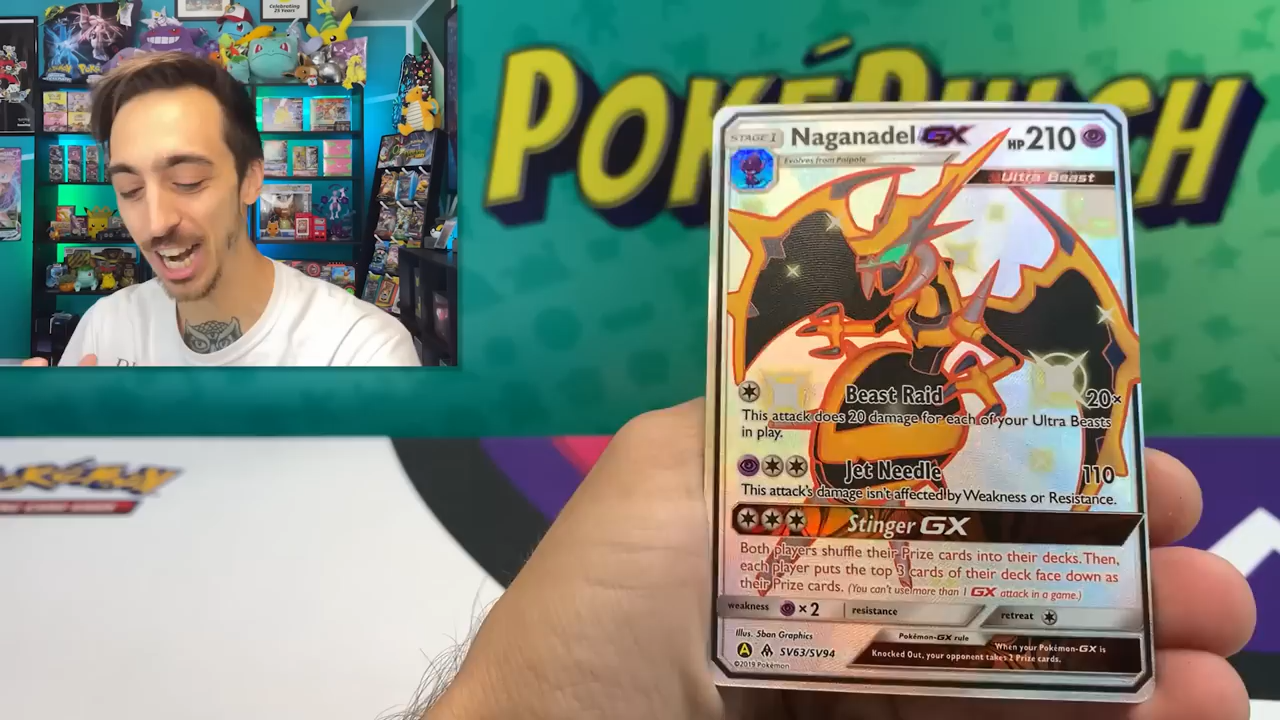 Celebrating
25 Years
POKÉPULCH
POKÉMON
STAGE 1
Naganadel GX
HP 210
Evolves from Poipole
Ultra Beast
Beast Raid 20×
This attack does 20 damage for each of your Ultra Beasts
in play.
Jet Needle 110
This attack's damage isn't affected by Weakness or Resistance.
Stinger GX
Both players shuffle their Prize cards into their decks. Then,
each player puts the top 3 cards of their deck face down as
their Prize cards. (You can't use more than 1 GX attack in a game.)
weakness ×2 resistance retreat
Illus. 5ban Graphics
Pokémon-GX rule
When your Pokémon-GX is
Knocked Out, your opponent takes 2 Prize cards.
A SV63/SV94
©2019 Pokémon